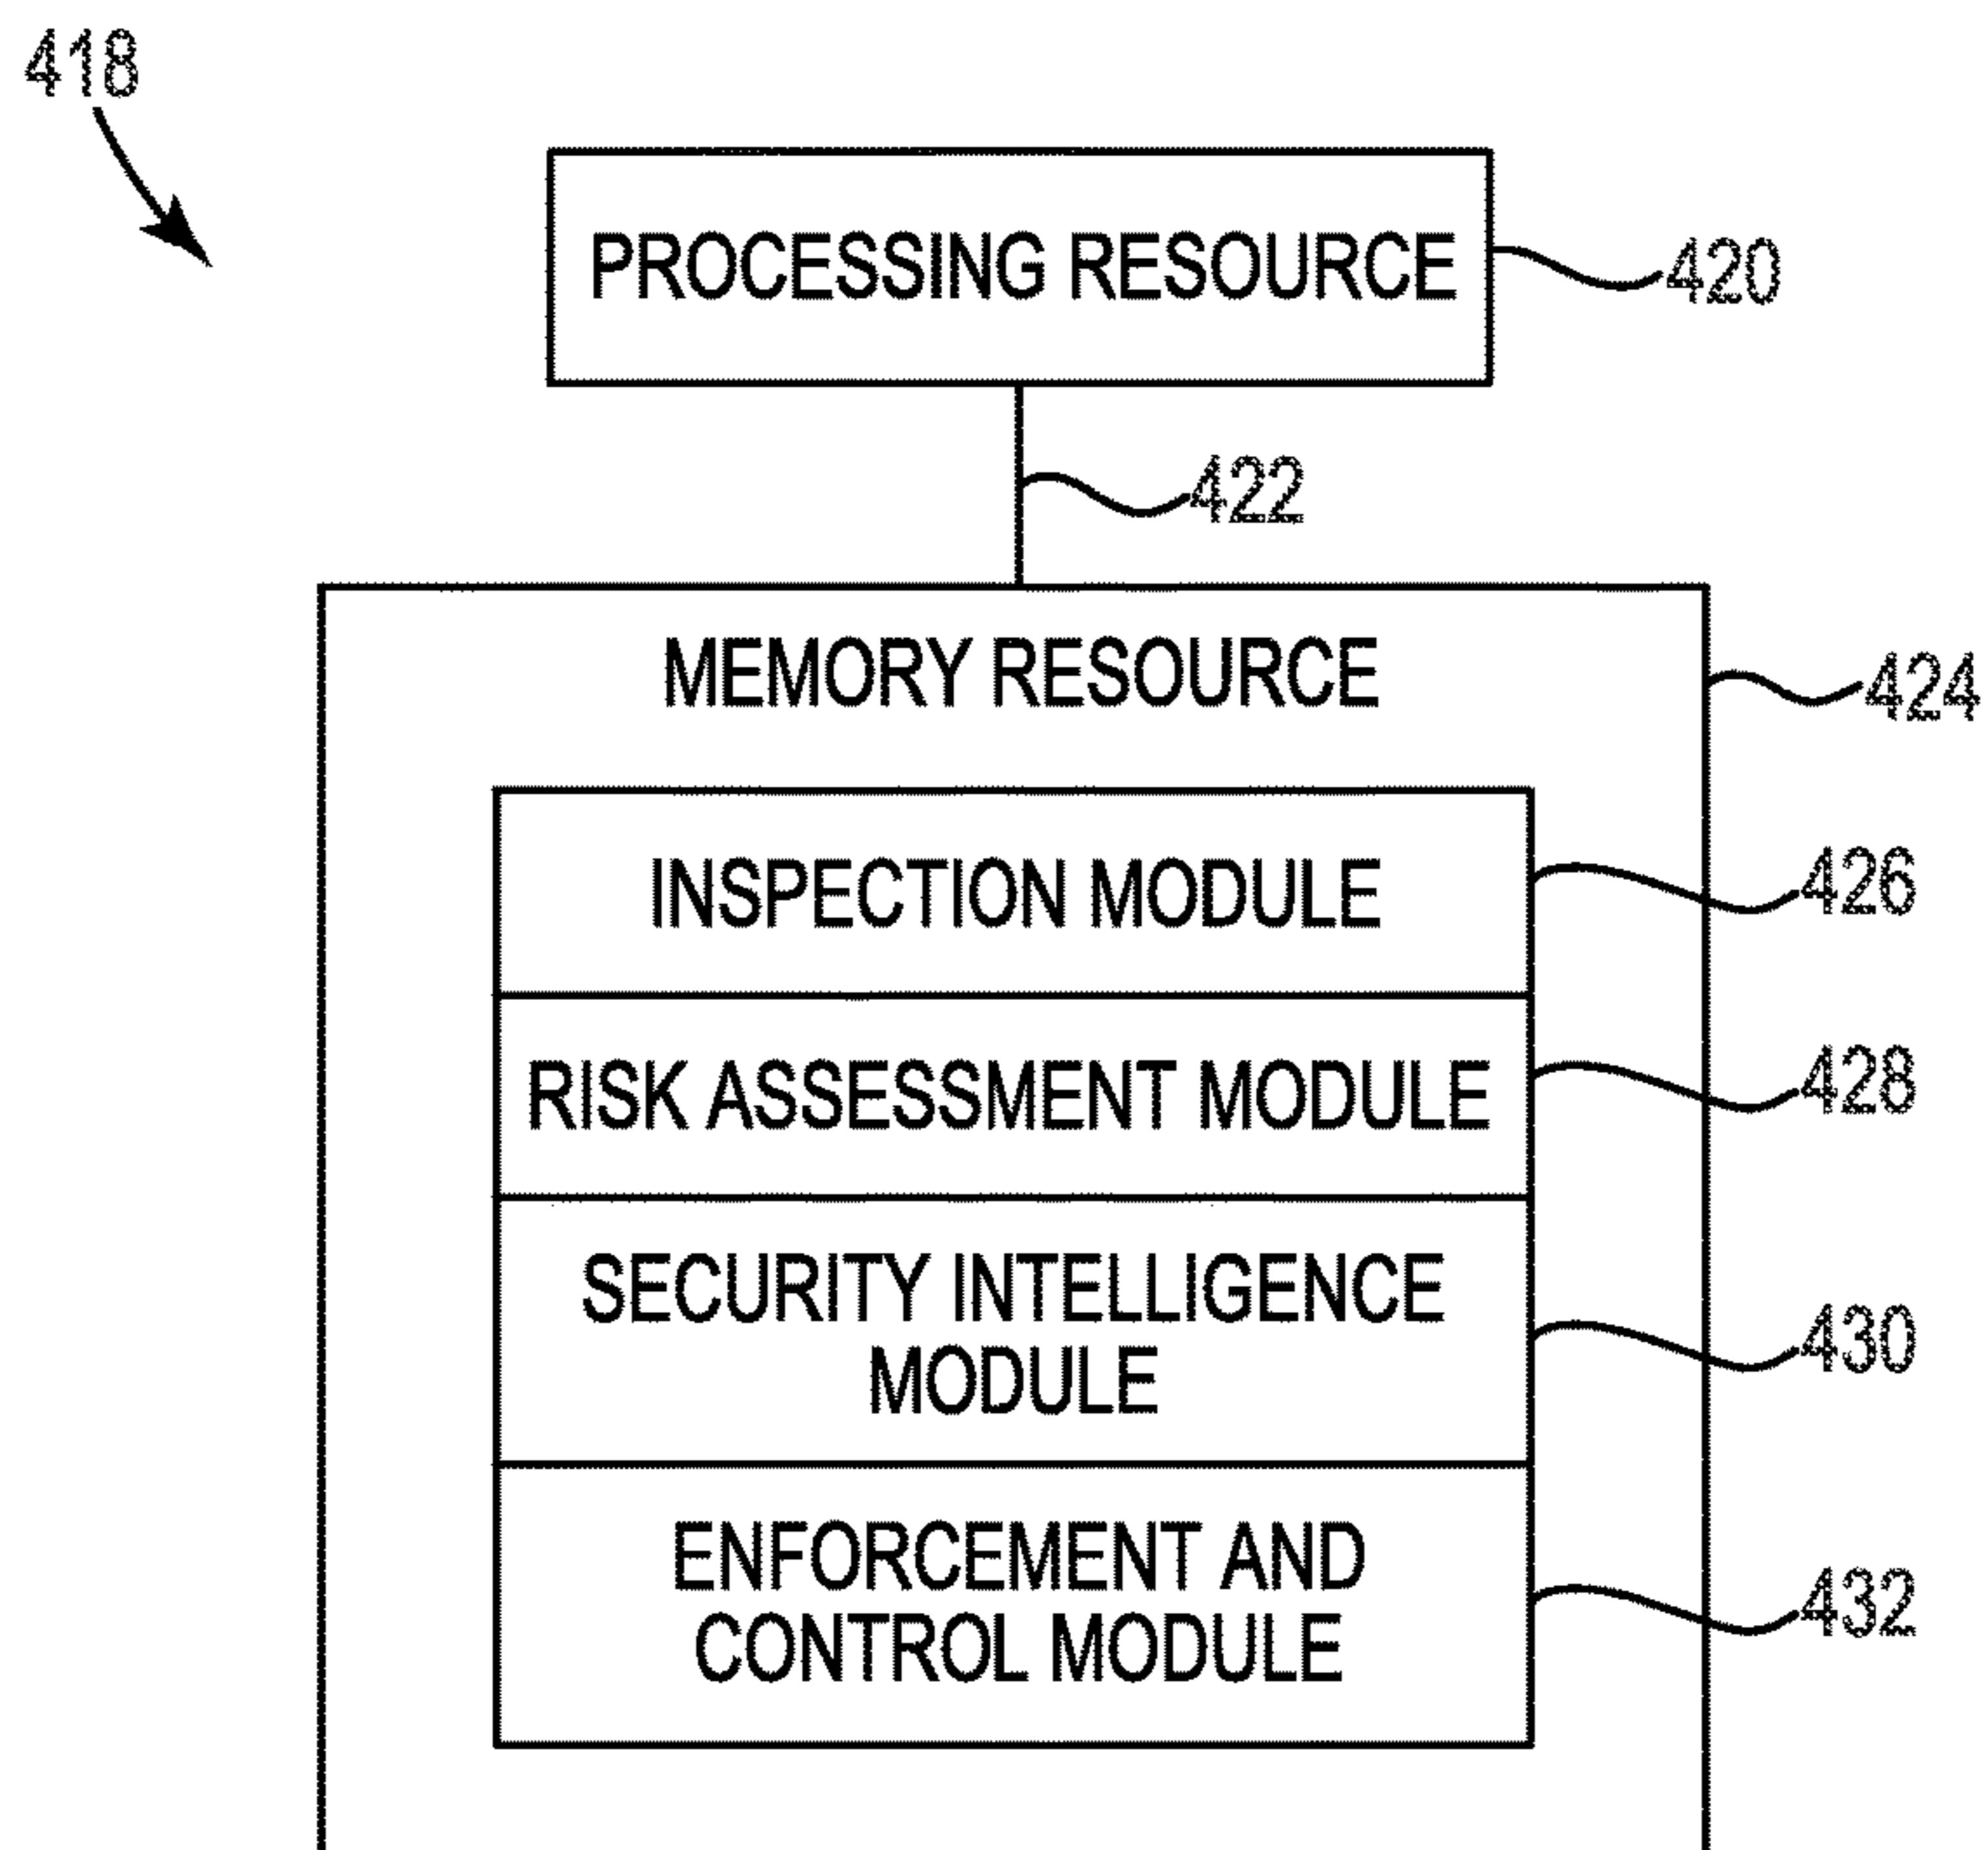 418
PROCESSING RESOURCE
420
422
MEMORY RESOURCE
424
INSPECTION MODULE
426
RISK ASSESSMENT MODULE
428
SECURITY INTELLIGENCE
MODULE
430
ENFORCEMENT AND
CONTROL MODULE
432